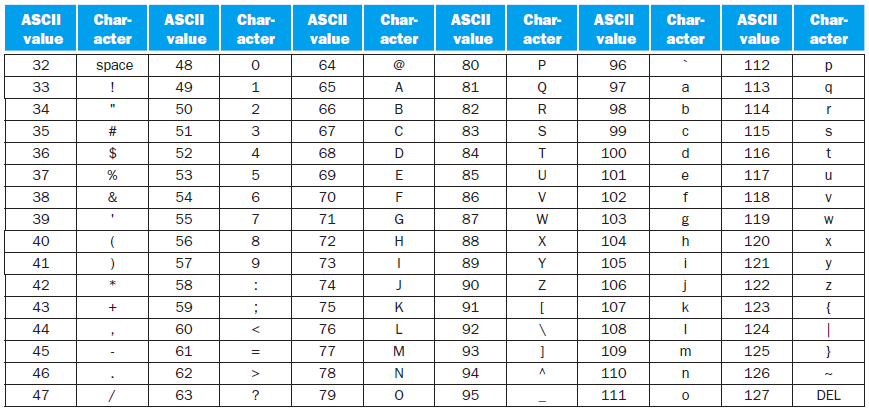 ASCII value Char- acter ASCII value Char- acter ASCII value Char- acter ASCII value Char- acter ASCII value Char- acter ASCII value Char- acter
32 space 48 0 64 @ 80 P 96 ` 112 p
33 ! 49 1 65 A 81 Q 97 a 113 q
34 " 50 2 66 B 82 R 98 b 114 r
35 # 51 3 67 C 83 S 99 c 115 s
36 $ 52 4 68 D 84 T 100 d 116 t
37 % 53 5 69 E 85 U 101 e 117 u
38 & 54 6 70 F 86 V 102 f 118 v
39 ' 55 7 71 G 87 W 103 g 119 w
40 ( 56 8 72 H 88 X 104 h 120 x
41 ) 57 9 73 I 89 Y 105 i 121 y
42 * 58 : 74 J 90 Z 106 j 122 z
43 + 59 ; 75 K 91 [ 107 k 123 {
44 , 60 < 76 L 92 \ 108 l 124 |
45 - 61 = 77 M 93 ] 109 m 125 }
46 . 62 > 78 N 94 ^ 110 n 126 ~
47 / 63 ? 79 O 95 _ 111 o 127 DEL